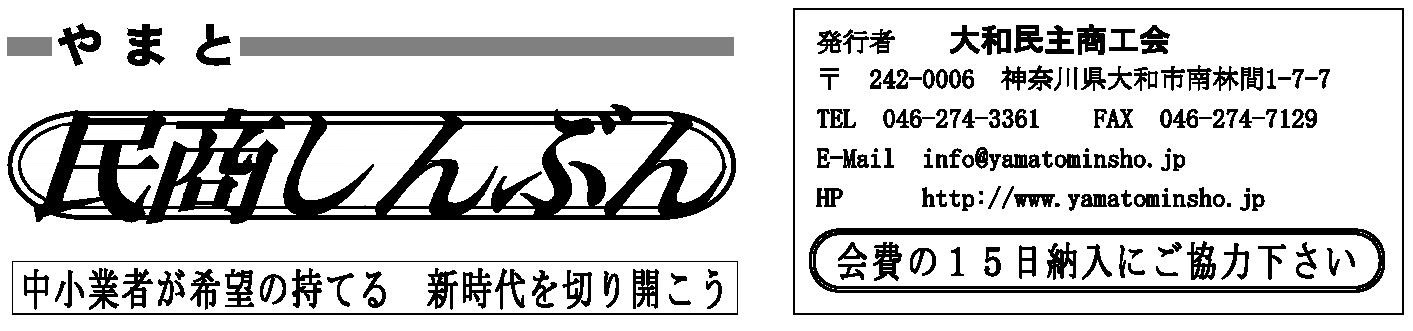 やまと
民商しんぶん
中小業者が希望の持てる　新時代を切り開こう
発行者　大和民主商工会
〒　242-0006　神奈川県大和市南林間1-7-7
TEL　046-274-3361　FAX　046-274-7129
E-Mail　info@yamatominsho.jp
HP　http://www.yamatominsho.jp
会費の１５日納入にご協力下さい